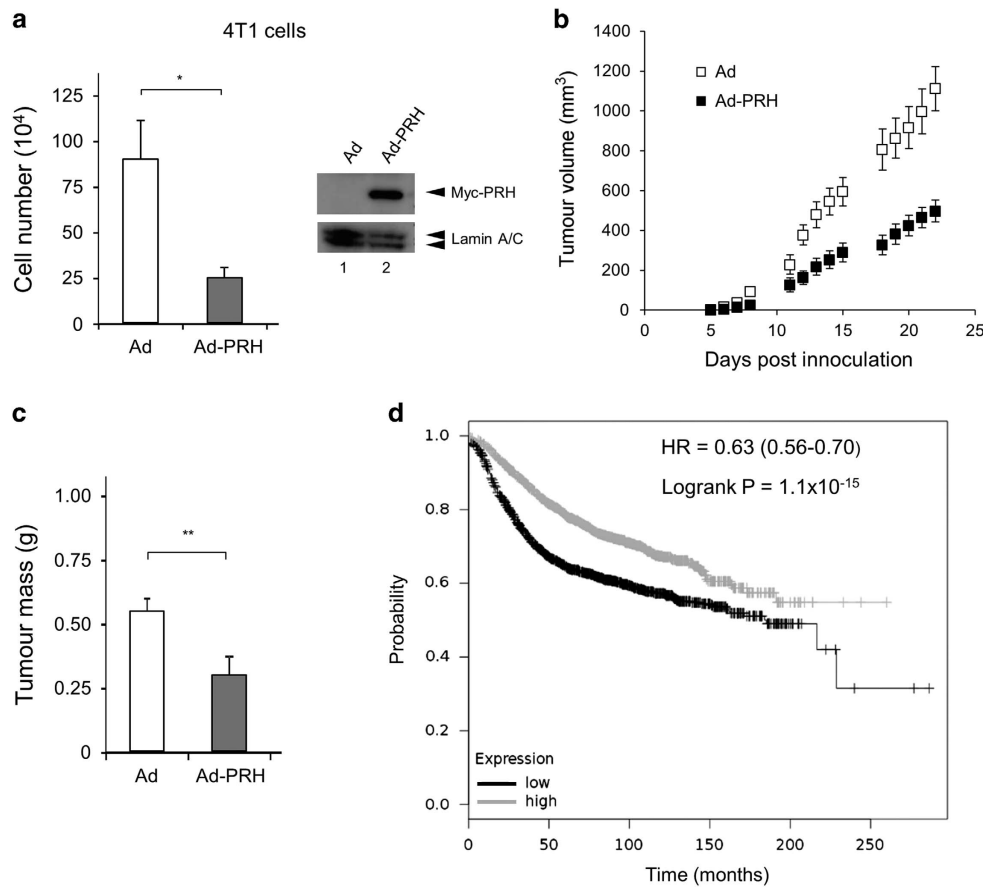 a
4T1 cells
*
Cell number (10⁴)
125
100
75
50
25
0
Ad
Ad-PRH
Ad
Ad-PRH
Myc-PRH
Lamin A/C
1
2
b
Tumour volume (mm³)
1400
1200
1000
800
600
400
200
0
Ad
Ad-PRH
0
5
10
15
20
25
Days post innoculation
c
**
Tumour mass (g)
1.00
0.75
0.50
0.25
0
Ad
Ad-PRH
d
HR = 0.63 (0.56-0.70)
Logrank P = 1.1x10⁻¹⁵
Probability
1.0
0.8
0.6
0.4
0.2
0.0
Expression
low
high
0
50
100
150
200
250
Time (months)